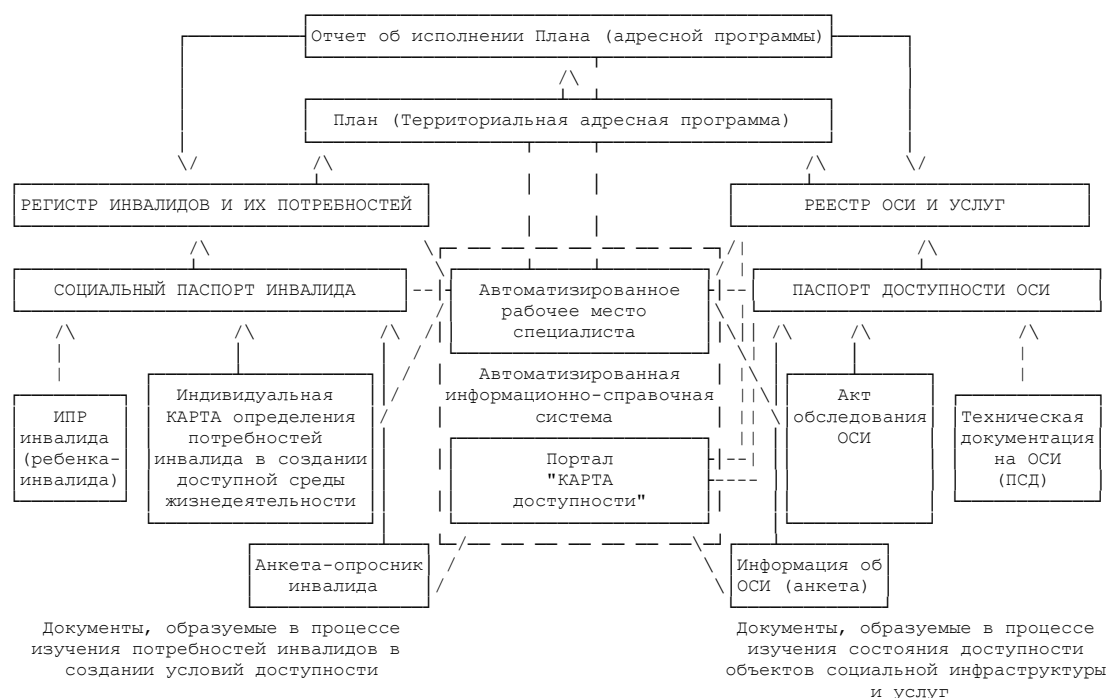 Отчет об исполнении Плана (адресной программы)
План (Территориальная адресная программа)
РЕГИСТР ИНВАЛИДОВ И ИХ ПОТРЕБНОСТЕЙ
РЕЕСТР ОСИ И УСЛУГ
СОЦИАЛЬНЫЙ ПАСПОРТ ИНВАЛИДА
Автоматизированное
рабочее место
специалиста
ПАСПОРТ ДОСТУПНОСТИ ОСИ
Автоматизированная
информационно-справочная
система
ИПР
инвалида
(ребенка-
инвалида)
Индивидуальная
КАРТА определения
потребностей
инвалида в создании
доступной среды
жизнедеятельности
Портал
"КАРТА
доступности"
Акт
обследования
ОСИ
Техническая
документация
на ОСИ
(ПСД)
Анкета-опросник
инвалида
Информация об
ОСИ (анкета)
Документы, образуемые в процессе
изучения потребностей инвалидов в
создании условий доступности
Документы, образуемые в процессе
изучения состояния доступности
объектов социальной инфраструктуры
и услуг